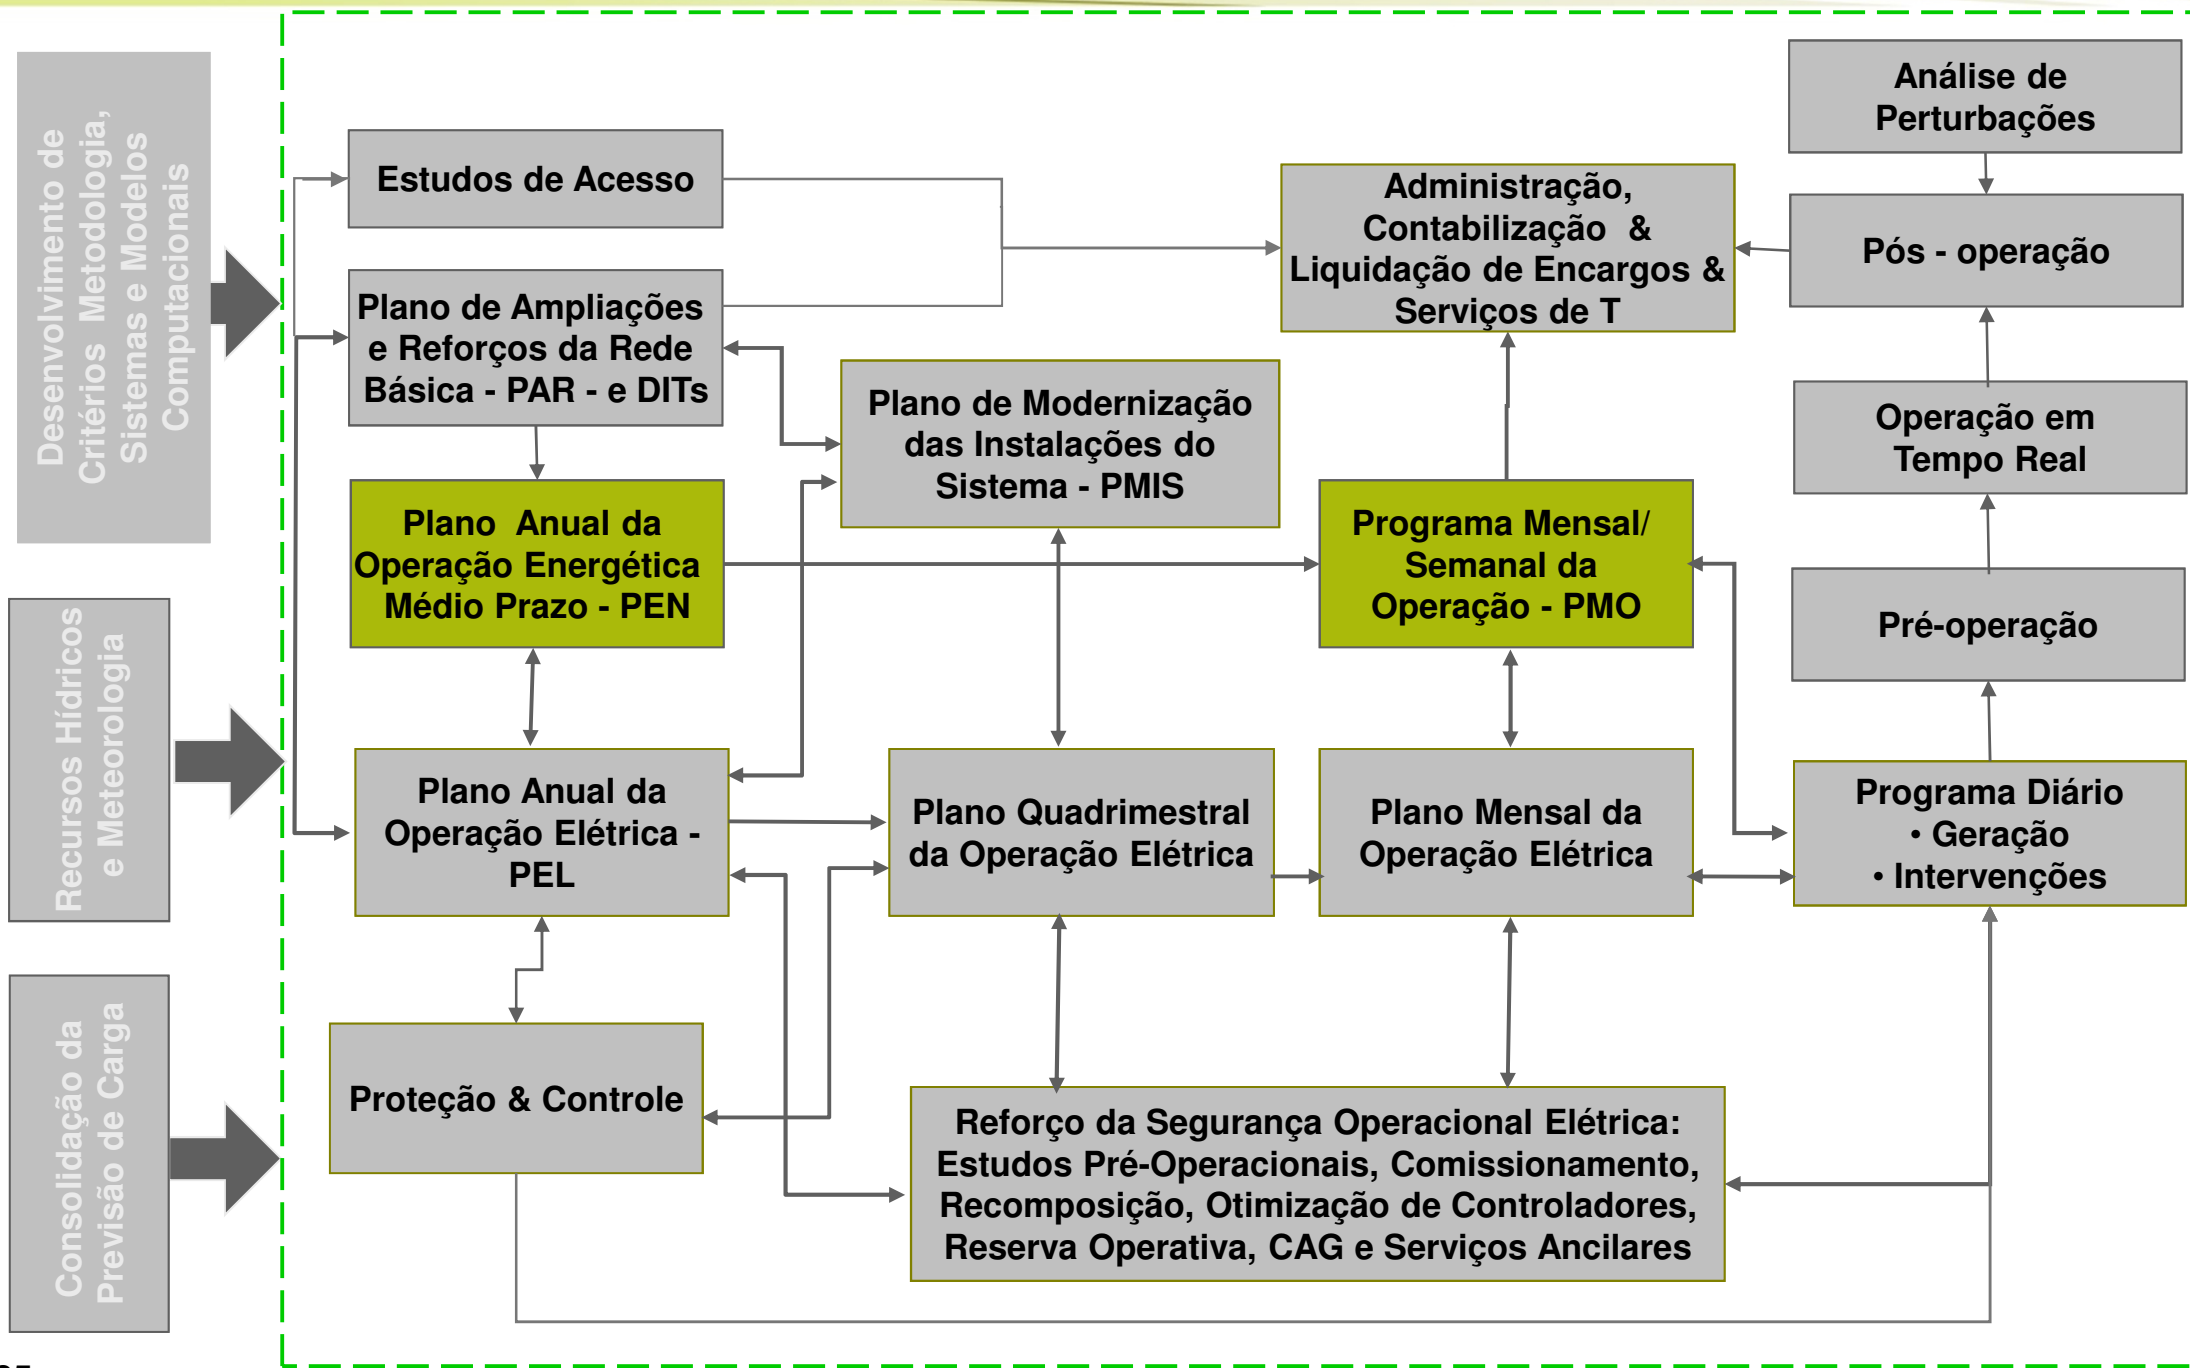 Desenvolvimento de
Critérios Metodologia,
Sistemas e Modelos
Computacionais
Recursos Hídricos
e Meteorologia
Consolidação da
Previsão de Carga
Estudos de Acesso
Plano de Ampliações
e Reforços da Rede
Básica - PAR - e DITs
Plano Anual da
Operação Energética
Médio Prazo - PEN
Plano Anual da
Operação Elétrica -
PEL
Proteção & Controle
Plano de Modernização
das Instalações do
Sistema - PMIS
Plano Quadrimestral
da Operação Elétrica
Administração,
Contabilização &
Liquidação de Encargos &
Serviços de T
Programa Mensal/
Semanal da
Operação - PMO
Plano Mensal da
Operação Elétrica
Reforço da Segurança Operacional Elétrica:
Estudos Pré-Operacionais, Comissionamento,
Recomposição, Otimização de Controladores,
Reserva Operativa, CAG e Serviços Ancilares
Análise de
Perturbações
Pós - operação
Operação em
Tempo Real
Pré-operação
Programa Diário
• Geração
• Intervenções